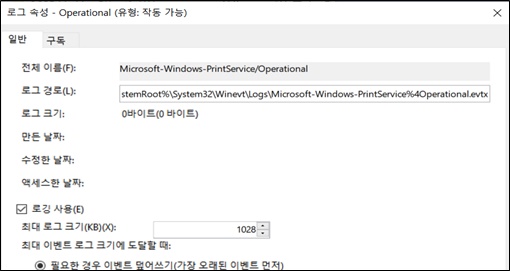 로그 속성 - Operational (유형: 작동 가능)
일반 구독
전체 이름(F): Microsoft-Windows-PrintService/Operational
로그 경로(L): stemRoot%\System32\Winevt\Logs\Microsoft-Windows-PrintService%4Operational.evtx
로그 크기: 0바이트(0 바이트)
만든 날짜:
수정한 날짜:
액세스한 날짜:
로깅 사용(E)
최대 로그 크기(KB)(X): 1028
최대 이벤트 로그 크기에 도달할 때:
필요한 경우 이벤트 덮어쓰기(가장 오래된 이벤트 먼저)